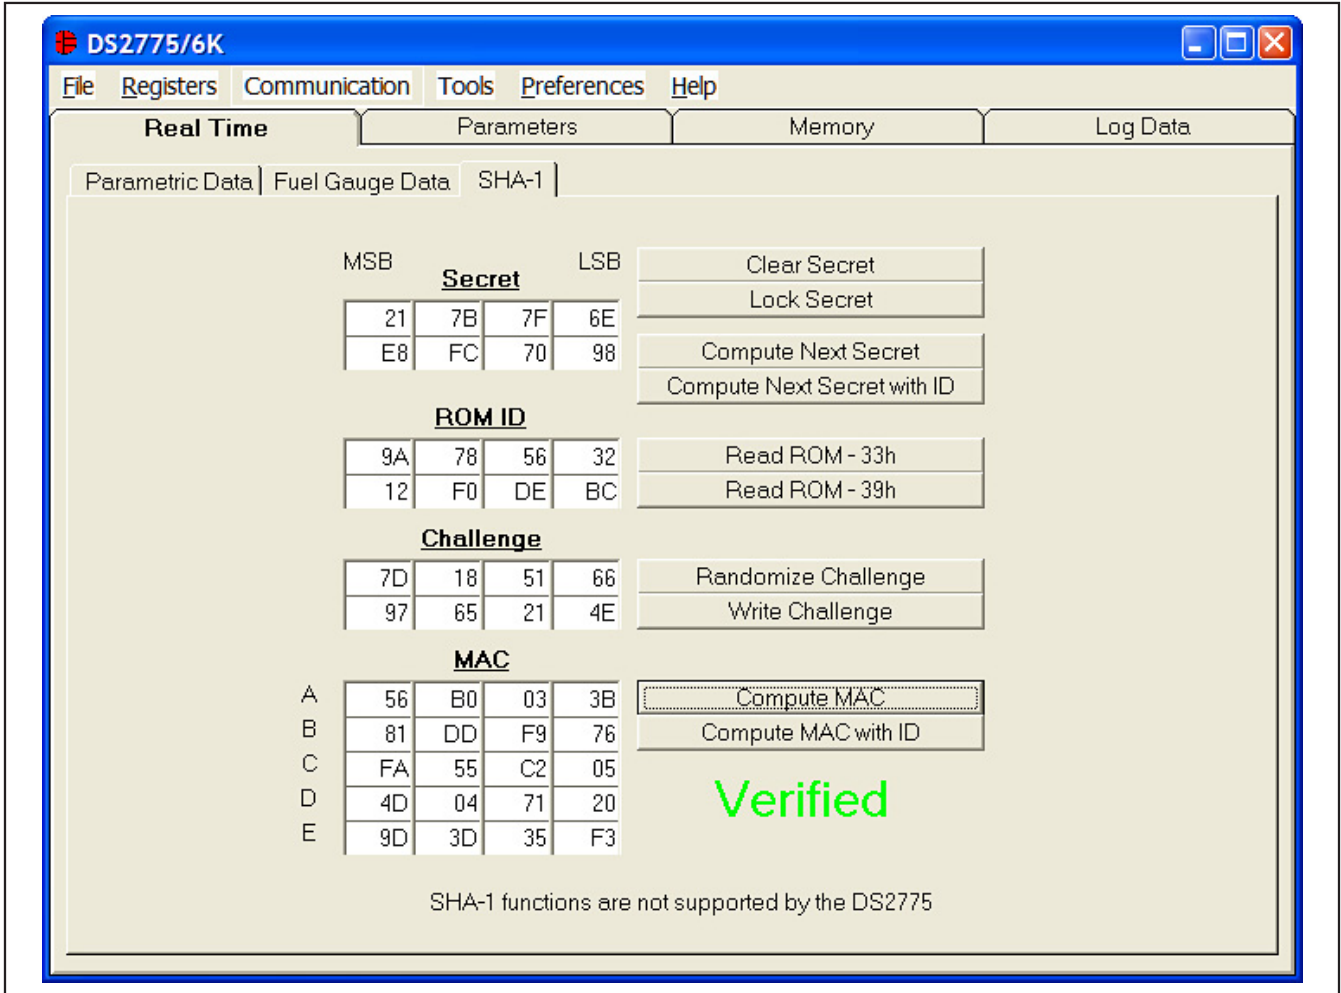 DS2775/6K
File Registers Communication Tools Preferences Help
Real Time Parameters Memory Log Data
Parametric Data Fuel Gauge Data SHA-1
MSB LSB
Secret
21 7B 7F 6E
E8 FC 70 98
Clear Secret
Lock Secret
Compute Next Secret
Compute Next Secret with ID
ROM ID
9A 78 56 32
12 F0 DE BC
Read ROM - 33h
Read ROM - 39h
Challenge
7D 18 51 66
97 65 21 4E
Randomize Challenge
Write Challenge
MAC
A 56 B0 03 3B
B 81 DD F9 76
C FA 55 C2 05
D 4D 04 71 20
E 9D 3D 35 F3
Compute MAC
Compute MAC with ID
Verified
SHA-1 functions are not supported by the DS2775